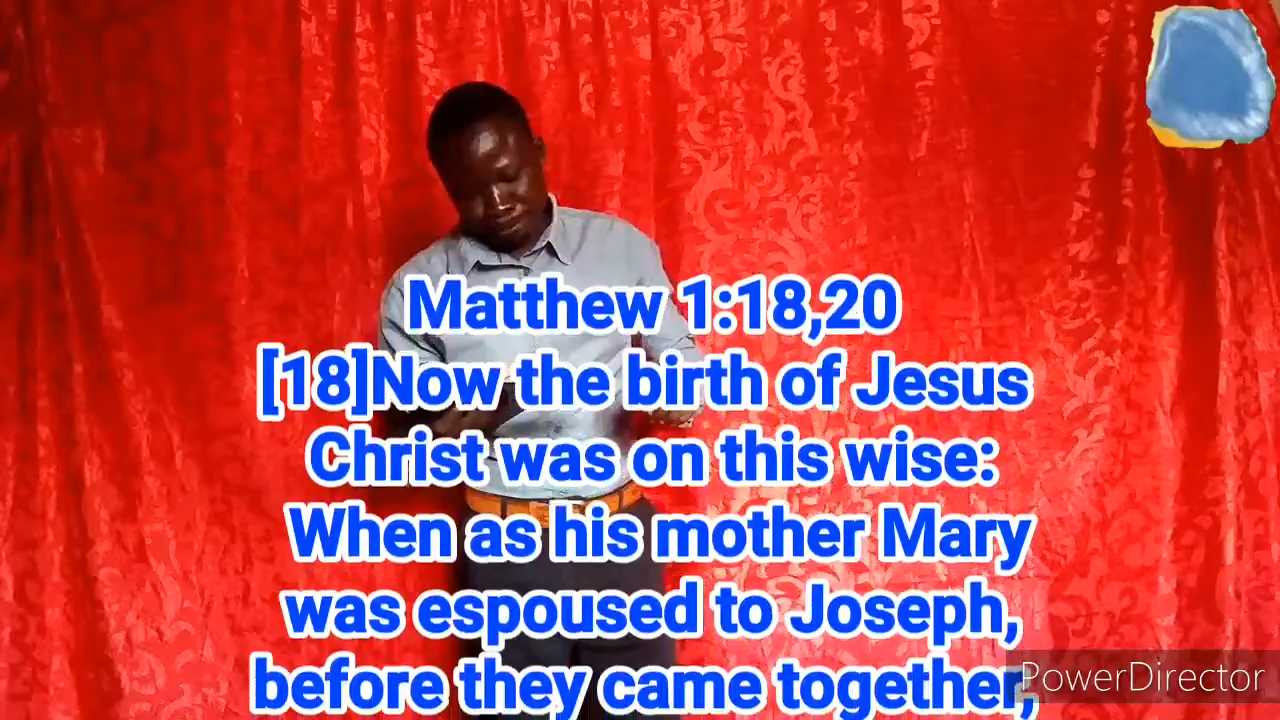 Matthew 1:18,20
[18]Now the birth of Jesus
Christ was on this wise:
When as his mother Mary
was espoused to Joseph,
before they came together,
PowerDirector